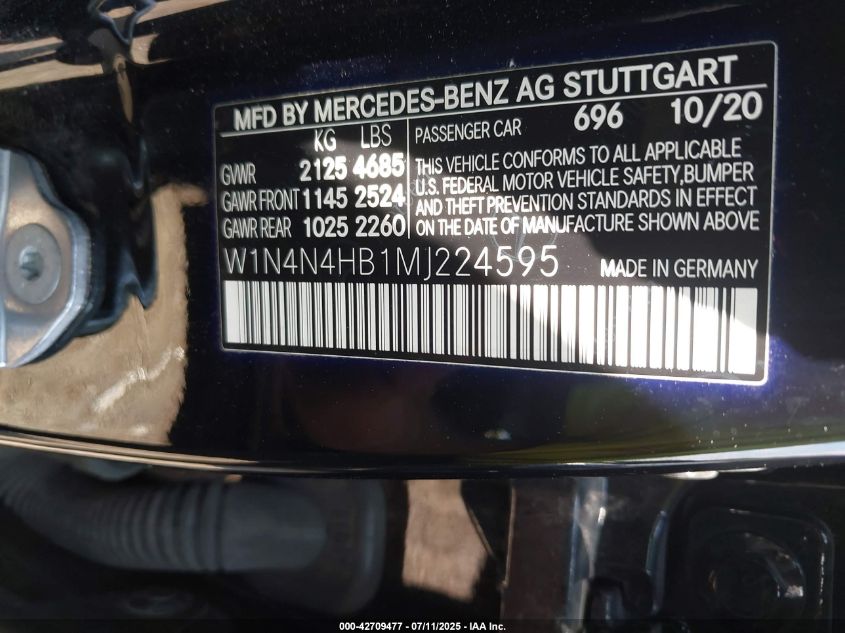 MFD BY MERCEDES-BENZ AG STUTTGART
KG LBS
GVWR 2125 4685
GAWR FRONT 1145 2524
GAWR REAR 1025 2260
PASSENGER CAR 696 10/20
THIS VEHICLE CONFORMS TO ALL APPLICABLE
U.S. FEDERAL MOTOR VEHICLE SAFETY,BUMPER
AND THEFT PREVENTION STANDARDS IN EFFECT
ON THE DATE OF MANUFACTURE SHOWN ABOVE
W1N4N4HB1MJ224595 MADE IN GERMANY
000-42709477 - 07/11/2025 - IAA Inc.